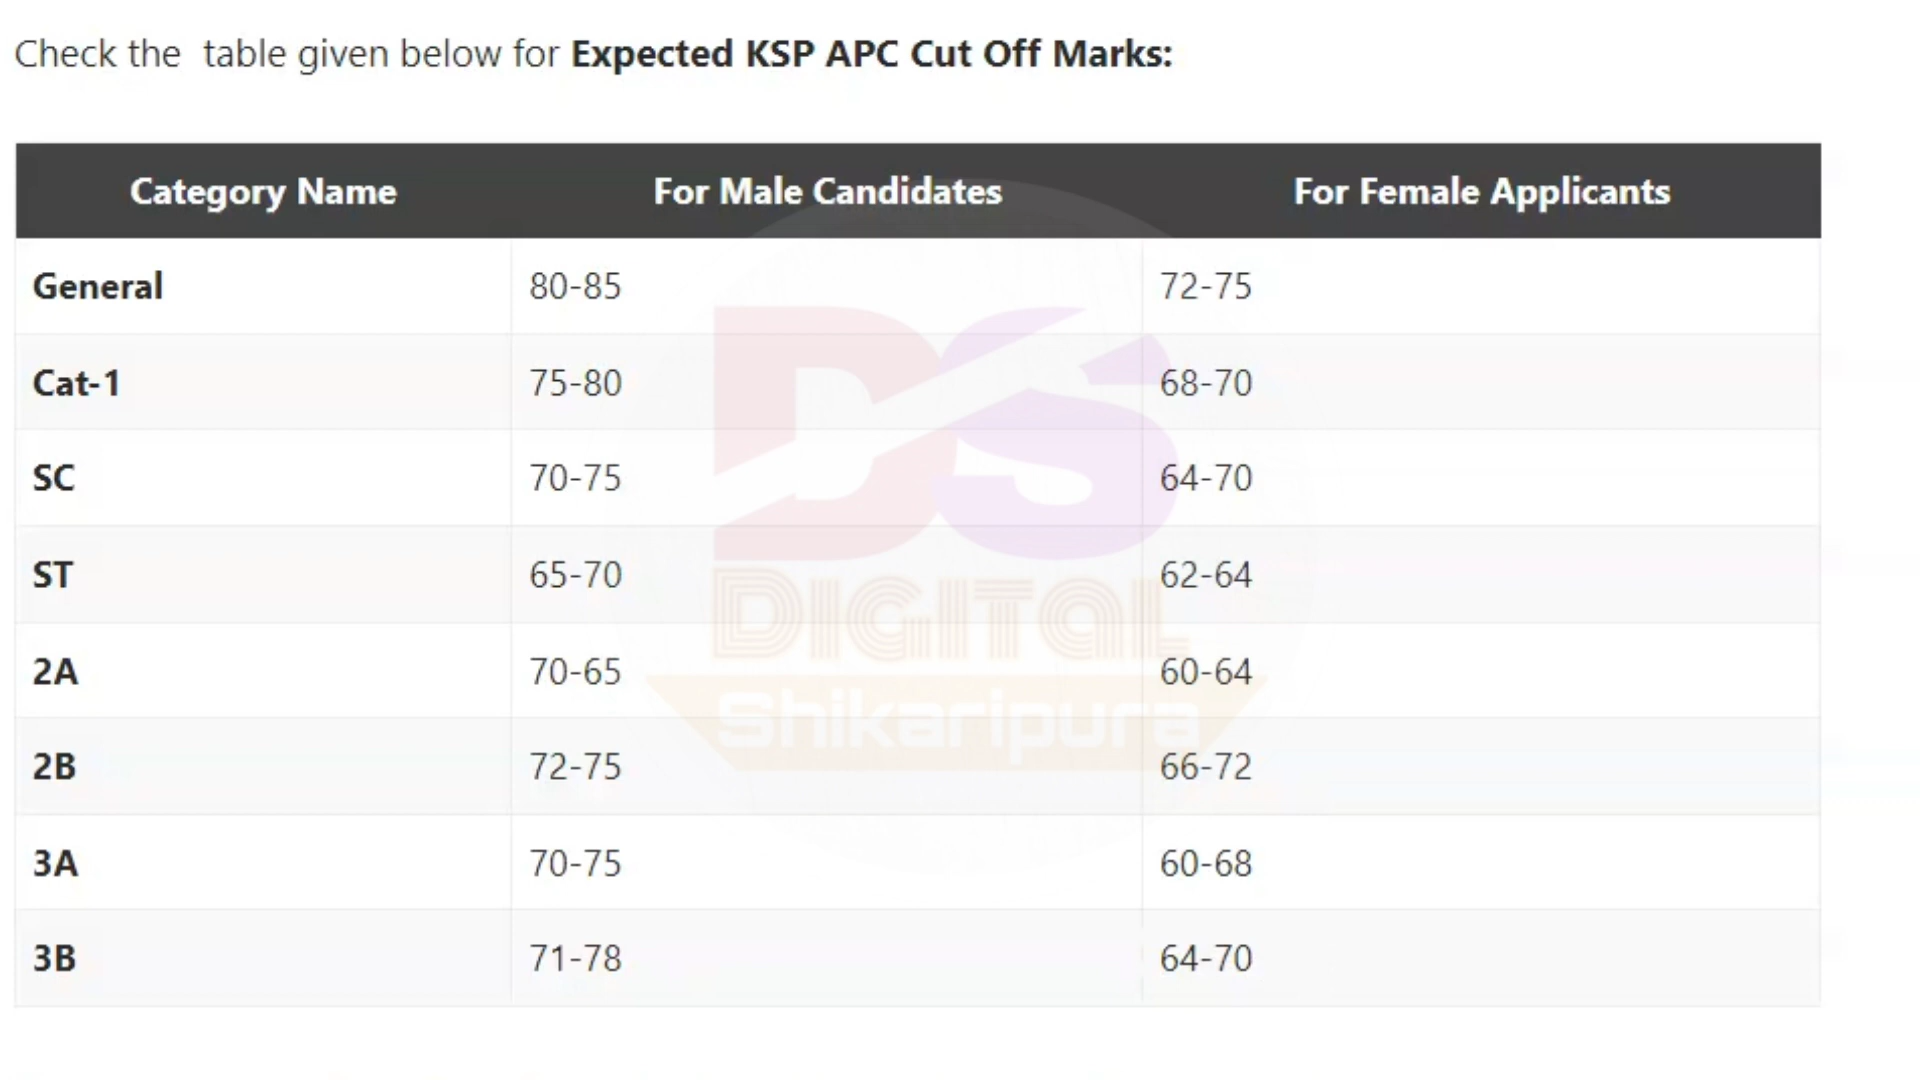 Check the table given below for Expected KSP APC Cut Off Marks:
Category Name For Male Candidates For Female Applicants
General 80-85 72-75
Cat-1 75-80 68-70
SC 70-75 64-70
ST 65-70 62-64
2A 70-65 60-64
2B 72-75 66-72
3A 70-75 60-68
3B 71-78 64-70
DS
DIGITAL
Shikaripura